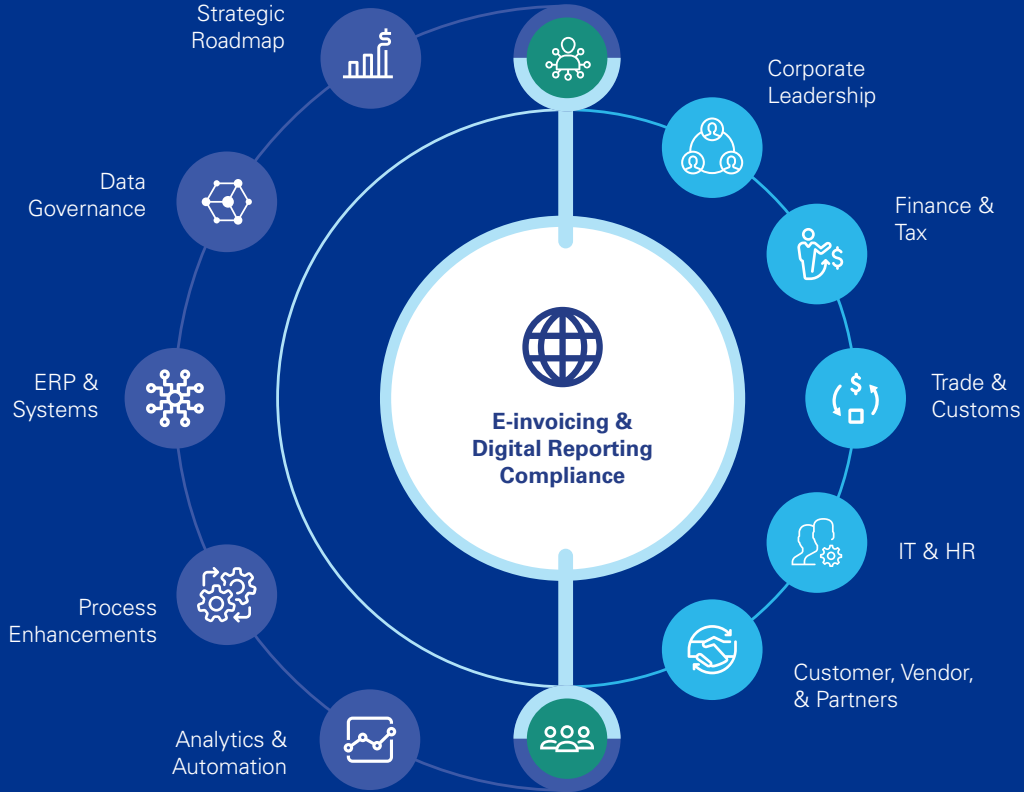 Strategic
Roadmap
Data
Governance
ERP &
Systems
Process
Enhancements
Analytics &
Automation
E-invoicing &
Digital Reporting
Compliance
Corporate
Leadership
Finance &
Tax
Trade &
Customs
IT & HR
Customer, Vendor,
& Partners